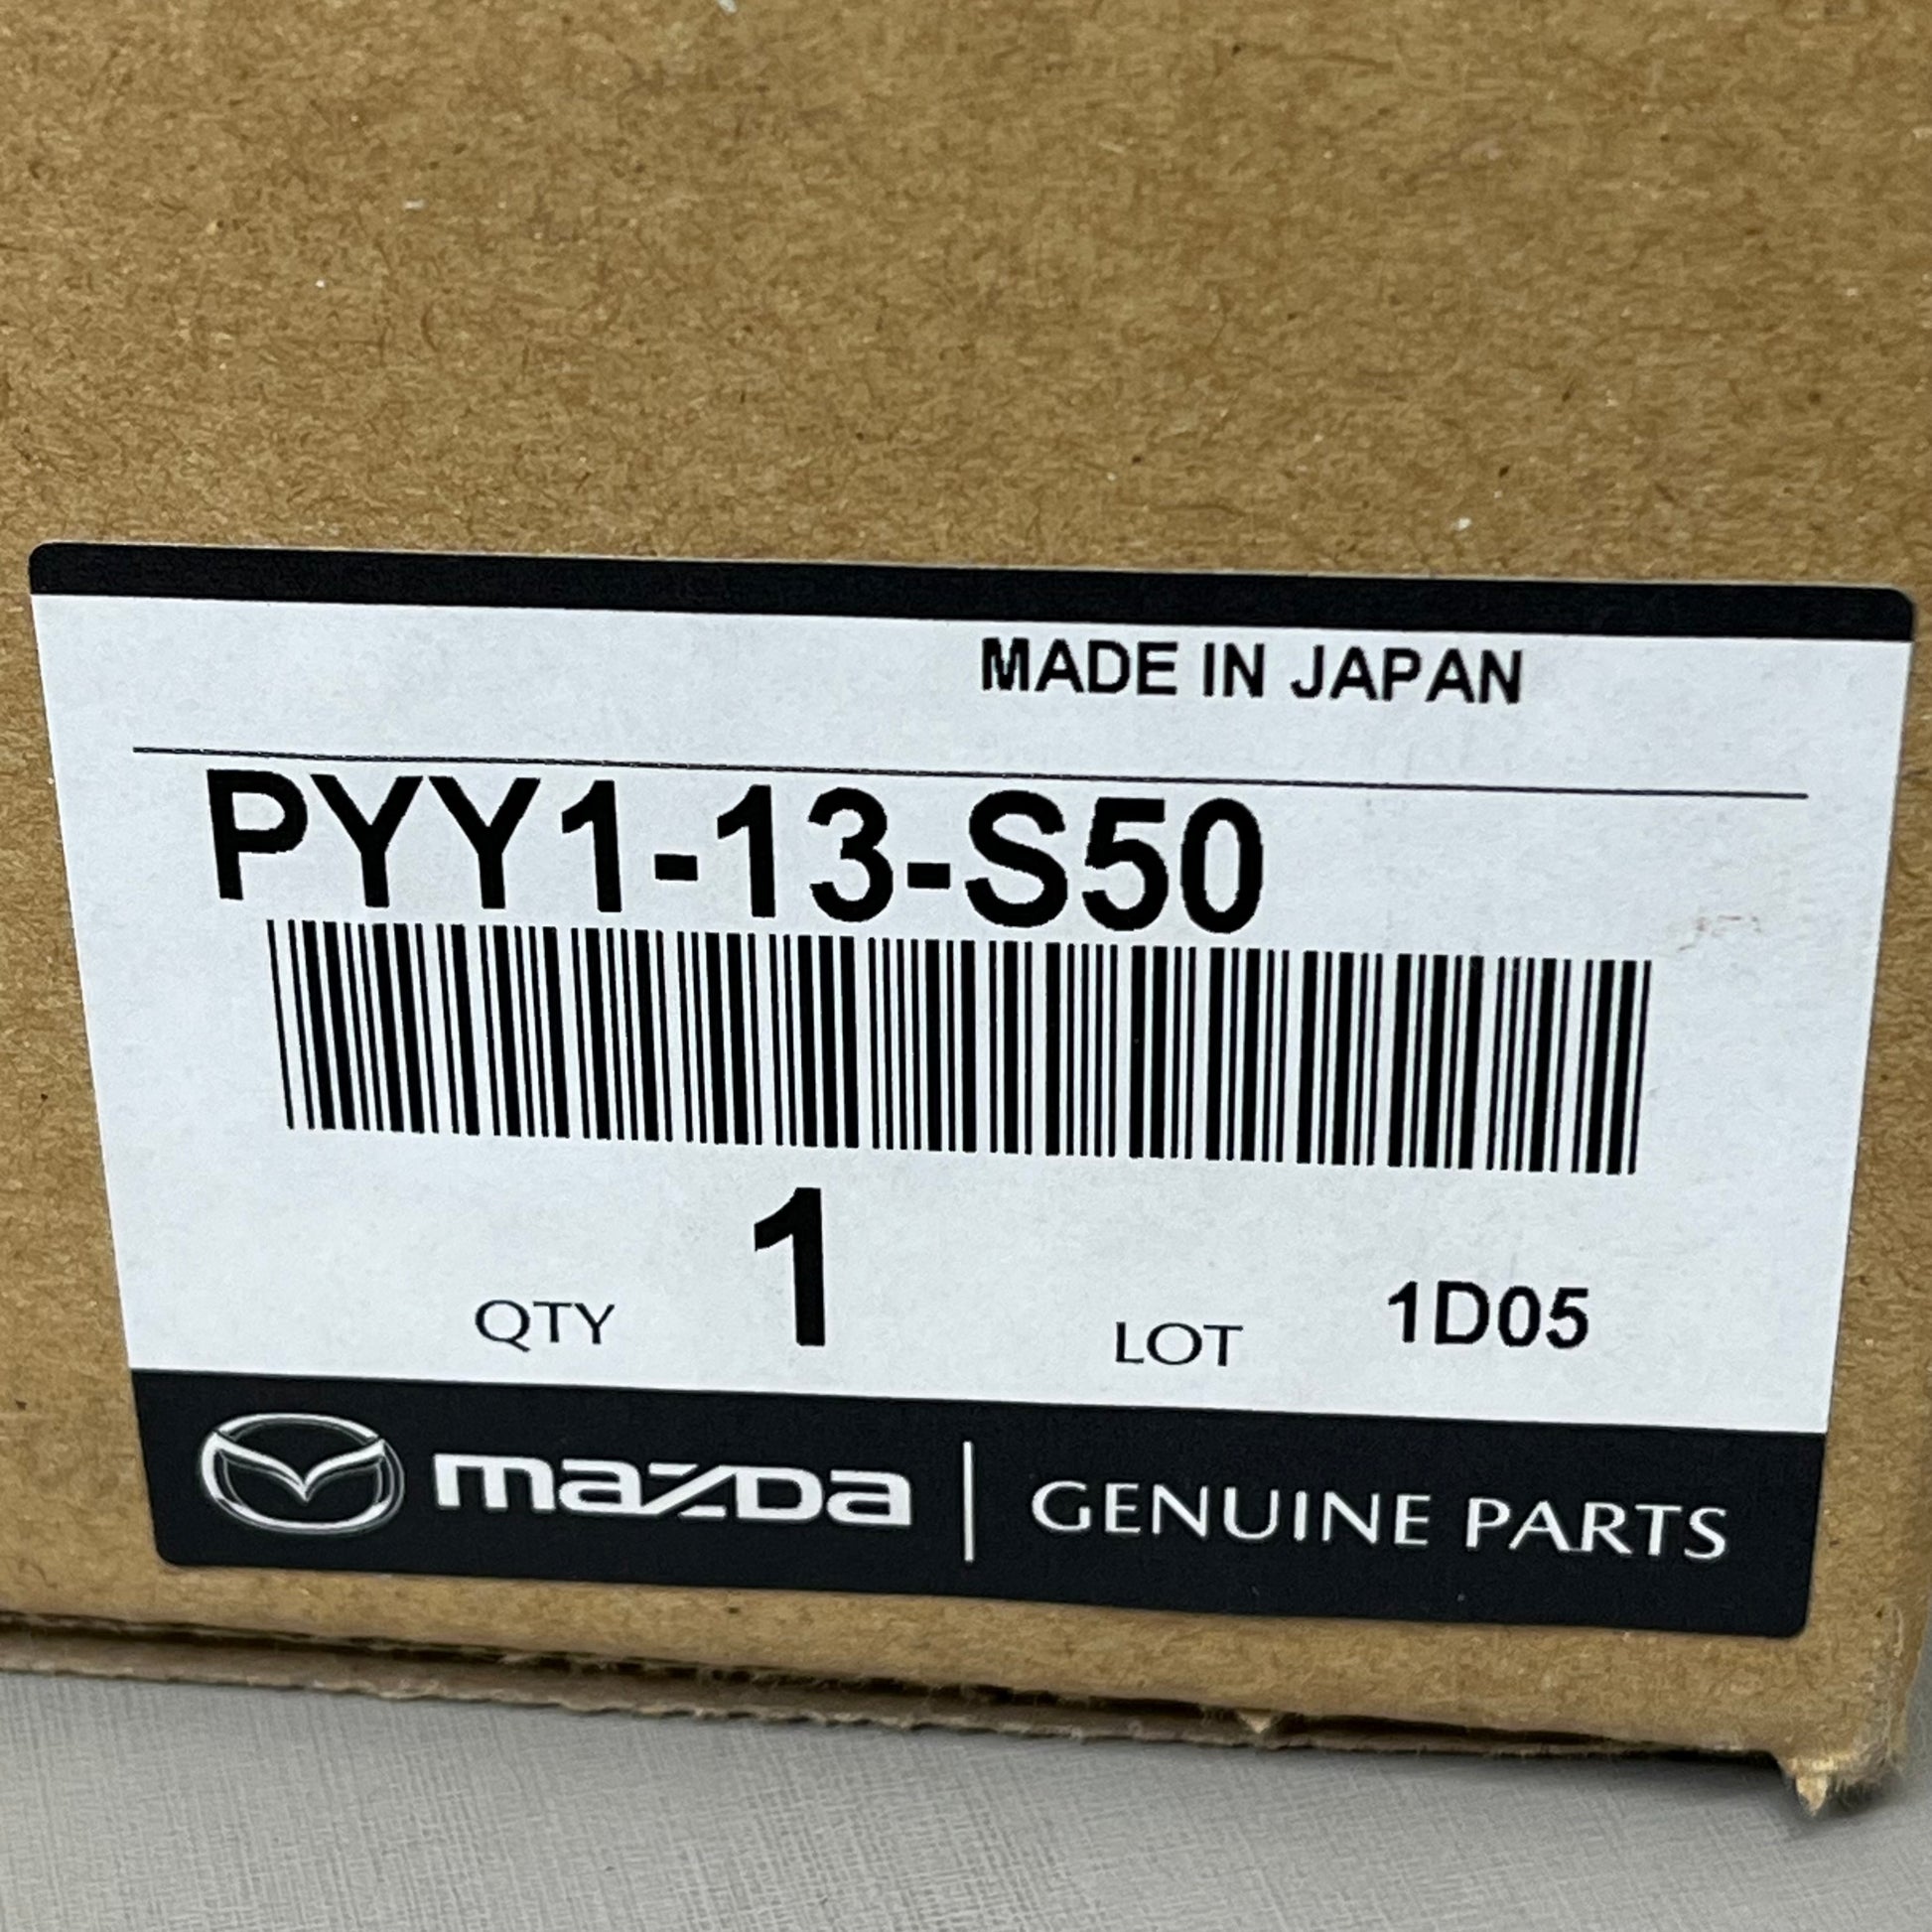 MADE IN JAPAN
PYY1-13-S50
QTY 1 LOT 1D05
mazDa | GENUINE PARTS